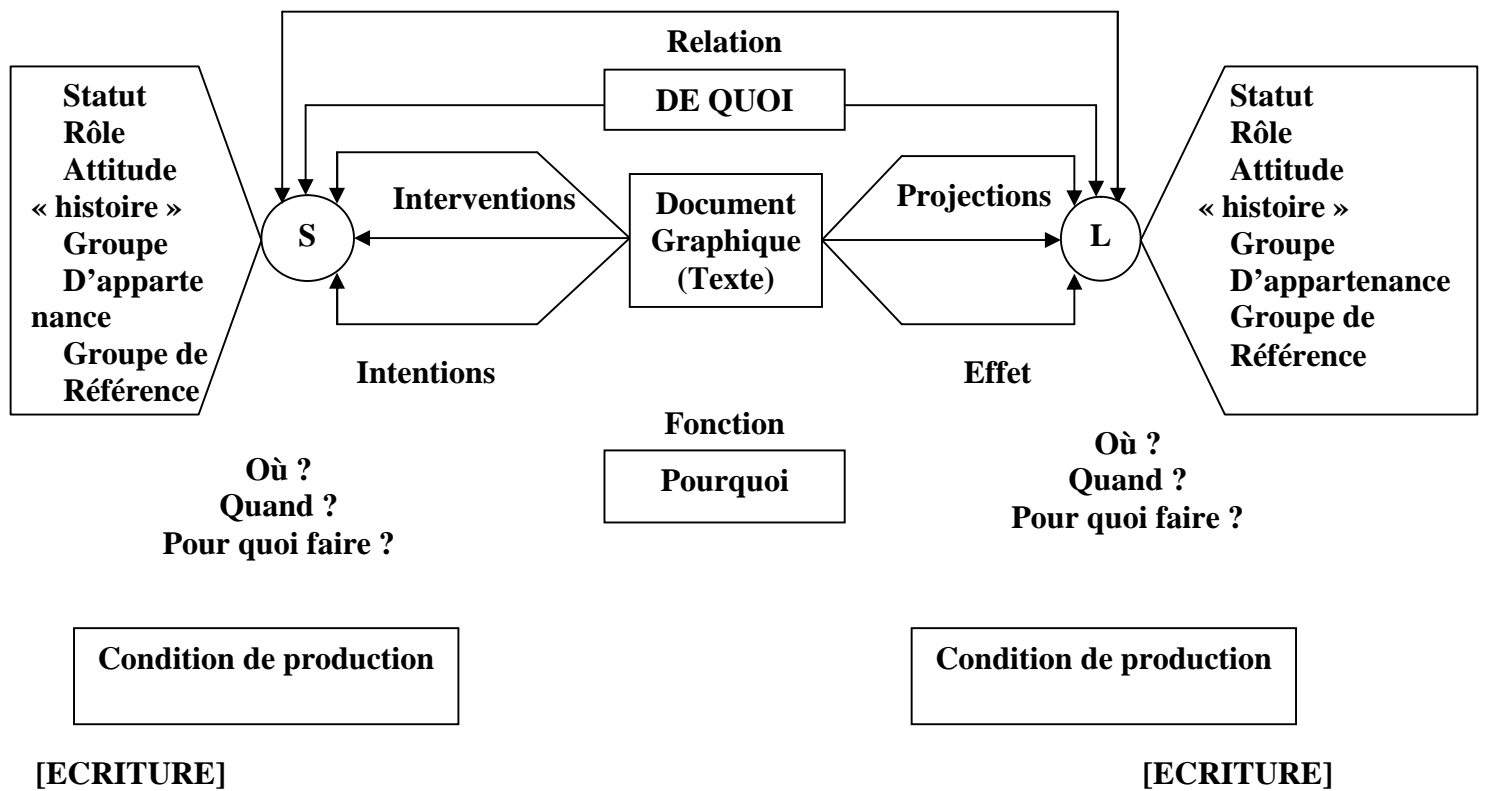 Relation
DE QUOI
Statut
Rôle
Attitude
« histoire »
Groupe
D’apparte
nance
Groupe de
Référence
S
Interventions
Intentions
Document
Graphique
(Texte)
Projections
Effet
L
Statut
Rôle
Attitude
« histoire »
Groupe
D’appartenance
Groupe de
Référence
Fonction
Pourquoi
Où ?
Quand ?
Pour quoi faire ?
Où ?
Quand ?
Pour quoi faire ?
Condition de production
Condition de production
[ECRITURE]
[ECRITURE]